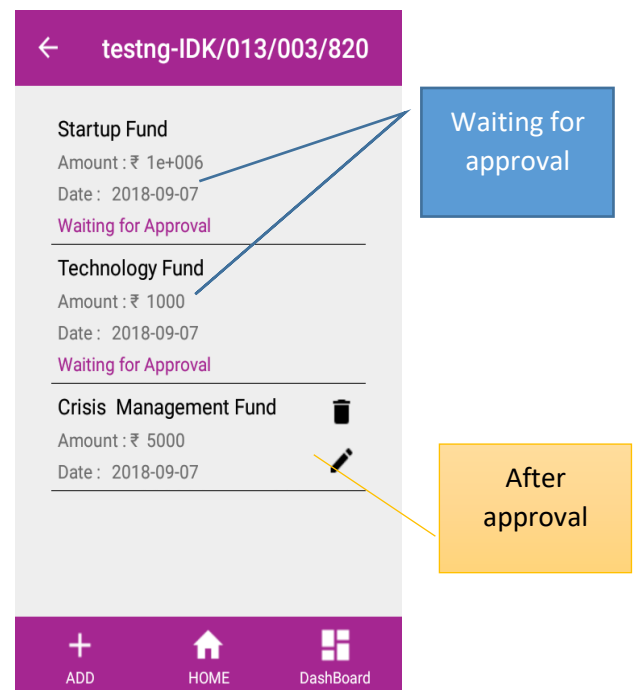 testng-IDK/013/003/820
Startup Fund
Amount : ₹ 1e+006
Date : 2018-09-07
Waiting for Approval
Technology Fund
Amount : ₹ 1000
Date : 2018-09-07
Waiting for Approval
Crisis Management Fund
Amount : ₹ 5000
Date : 2018-09-07
Waiting for
approval
After
approval
ADD
HOME
DashBoard